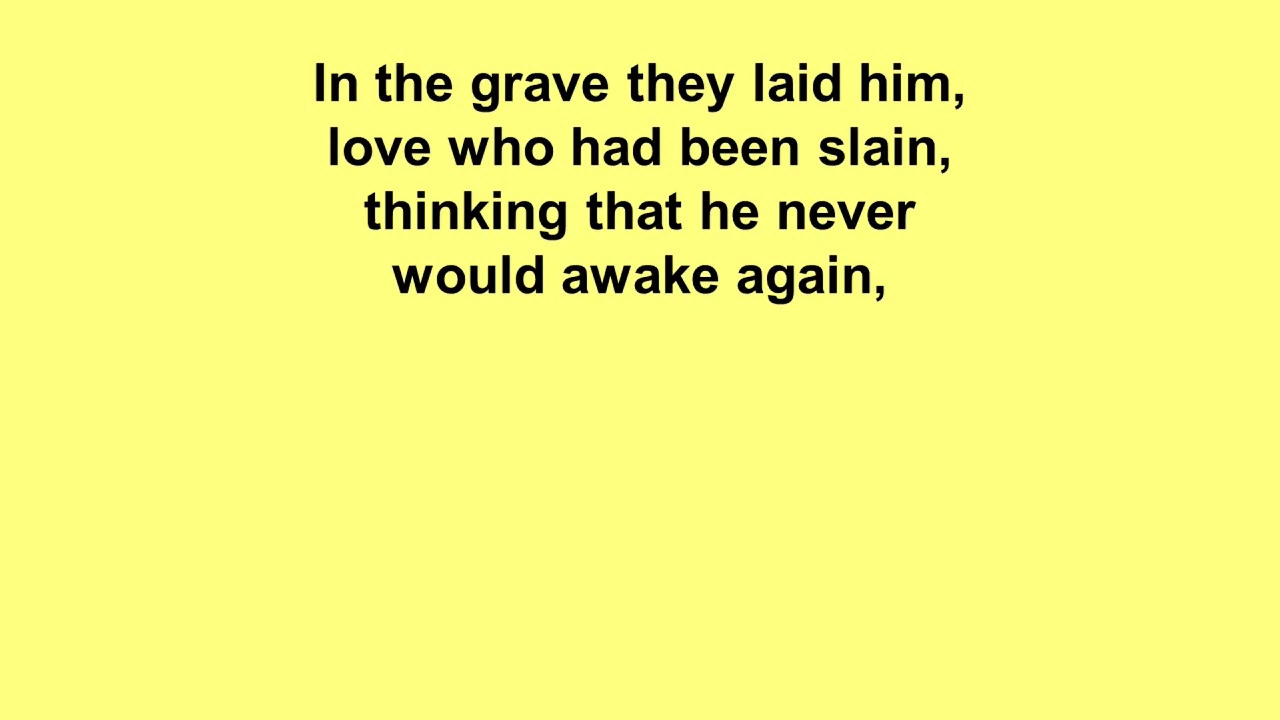 In the grave they laid him,
love who had been slain,
thinking that he never
would awake again,